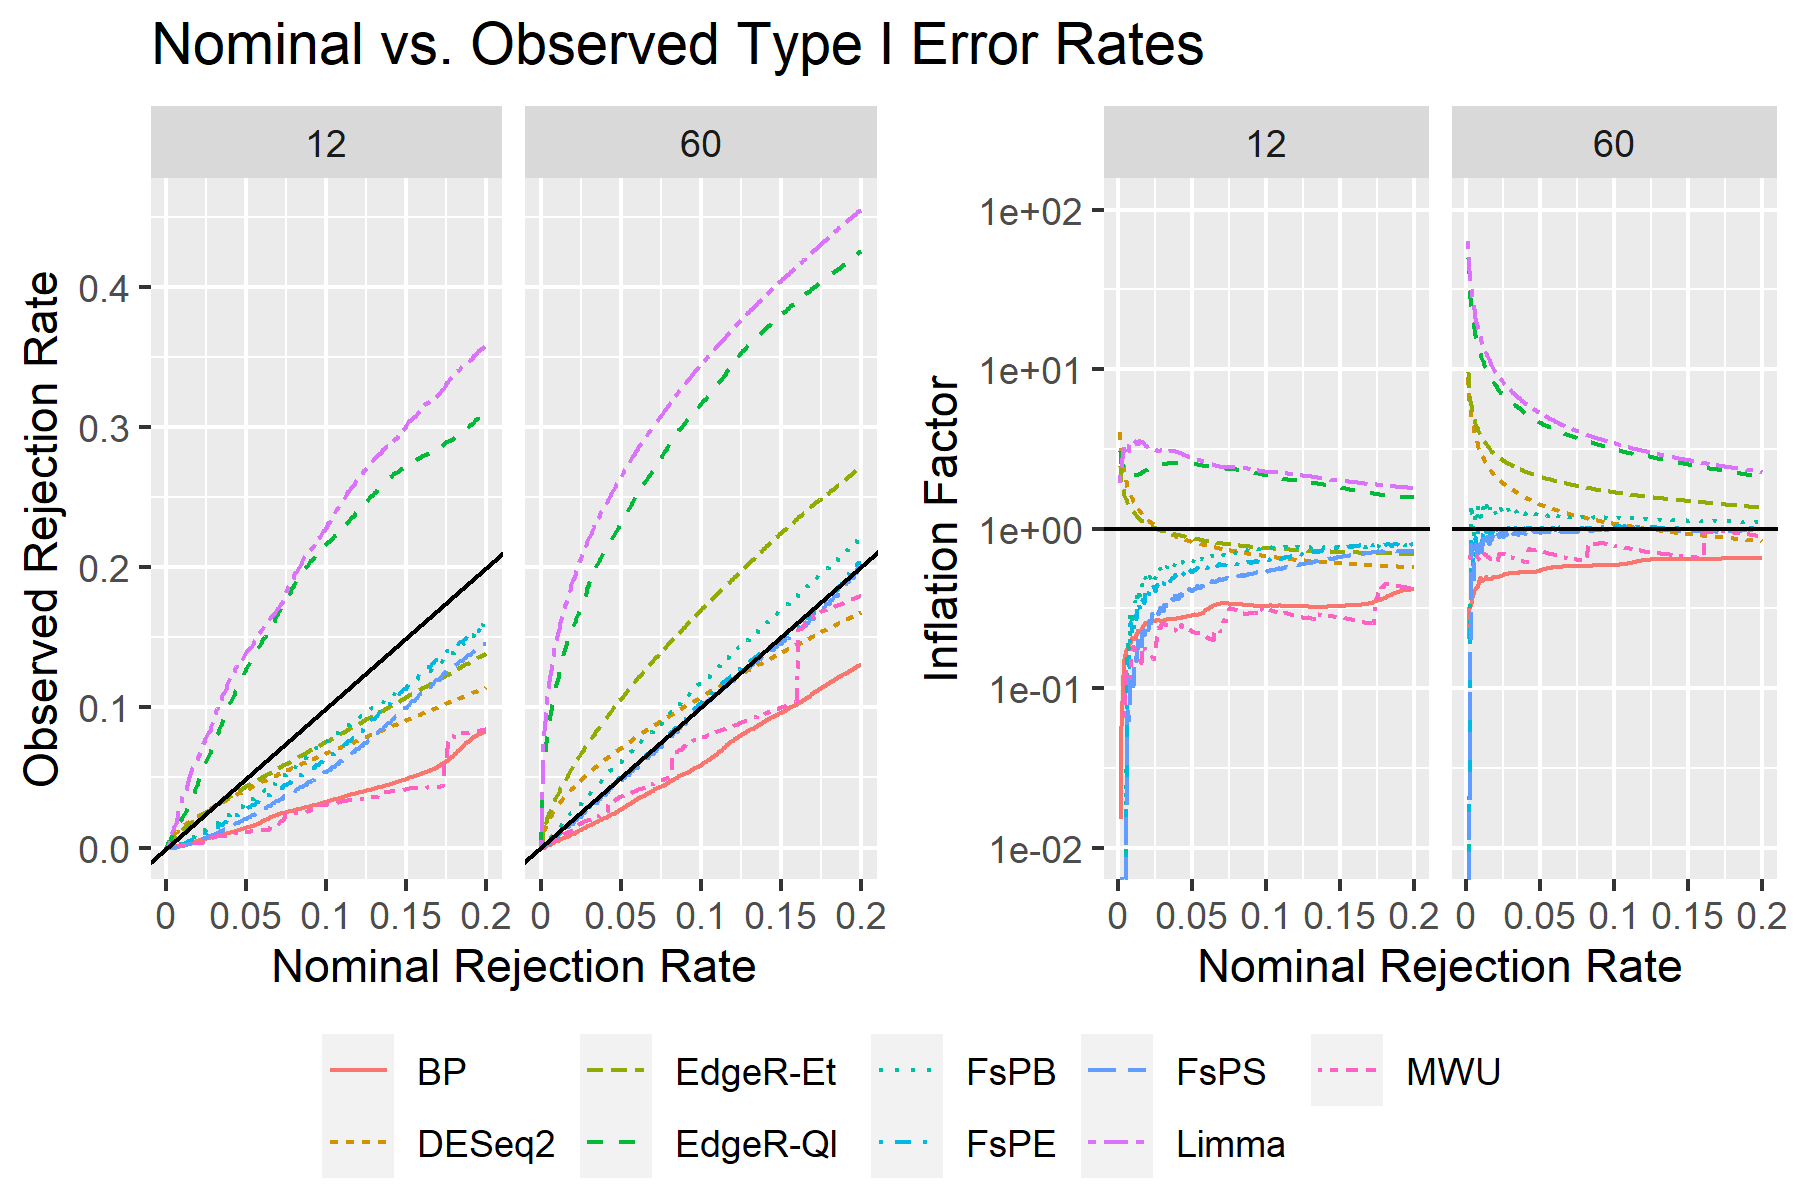 Nominal vs. Observed Type I Error Rates
12
60
12
60
Observed Rejection Rate
0.4
0.3
0.2
0.1
0.0
0 0.05 0.1 0.15 0.2
0 0.05 0.1 0.15 0.2
Nominal Rejection Rate
Inflation Factor
1e+02
1e+01
1e+00
1e-01
1e-02
0 0.05 0.1 0.15 0.2
0 0.05 0.1 0.15 0.2
Nominal Rejection Rate
BP EdgeR-Et FsPB FsPS MWU
DESeq2 EdgeR-Ql FsPE Limma